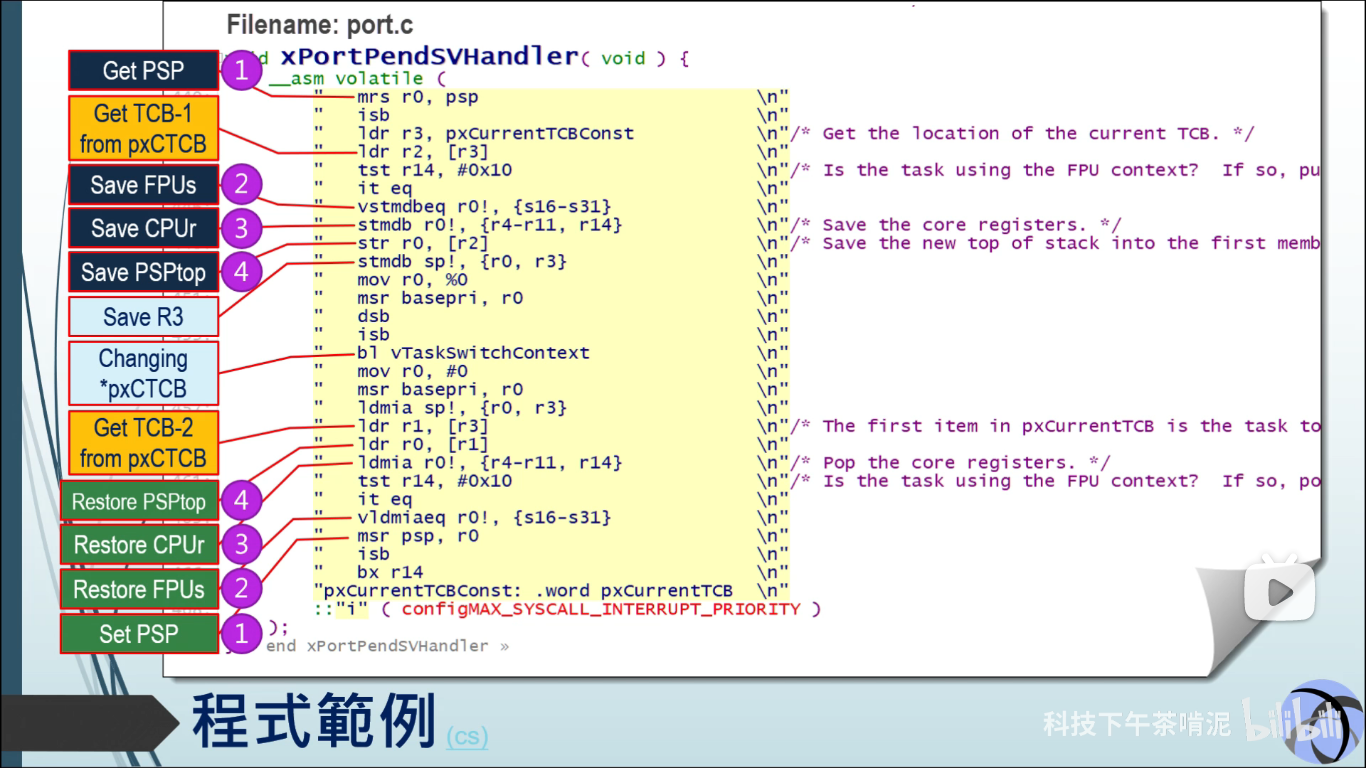 Filename: port.c
xPortPendSVHandler( void ) {
__asm volatile (
" mrs r0, psp \n"
" isb \n"
" ldr r3, pxCurrentTCBConst \n"/* Get the location of the current TCB. */
" ldr r2, [r3] \n"
" tst r14, #0x10 \n"/* Is the task using the FPU context? If so, pu
" it eq \n"
" vstmdbeq r0!, {s16-s31} \n"
" stmdb r0!, {r4-r11, r14} \n"/* Save the core registers. */
" str r0, [r2] \n"/* Save the new top of stack into the first memb
" stmdb sp!, {r0, r3} \n"
" mov r0, %0 \n"
" msr basepri, r0 \n"
" dsb \n"
" isb \n"
" bl vTaskSwitchContext \n"
" mov r0, #0 \n"
" msr basepri, r0 \n"
" ldmia sp!, {r0, r3} \n"
" ldr r1, [r3] \n"/* The first item in pxCurrentTCB is the task to
" ldr r0, [r1] \n"
" ldmia r0!, {r4-r11, r14} \n"/* Pop the core registers. */
" tst r14, #0x10 \n"/* Is the task using the FPU context? If so, po
" it eq \n"
" vldmiaeq r0!, {s16-s31} \n"
" msr psp, r0 \n"
" isb \n"
" bx r14 \n"
"pxCurrentTCBConst: .word pxCurrentTCB \n"
::"i" ( configMAX_SYSCALL_INTERRUPT_PRIORITY )
);
end xPortPendSVHandler »
Get PSP 1
Get TCB-1
from pxCTCB
Save FPUs 2
Save CPUr 3
Save PSPtop 4
Save R3
Changing
*pxCTCB
Get TCB-2
from pxCTCB
Restore PSPtop 4
Restore CPUr 3
Restore FPUs 2
Set PSP 1
程式範例 (cs)
科技下午茶啃泥 bilibili